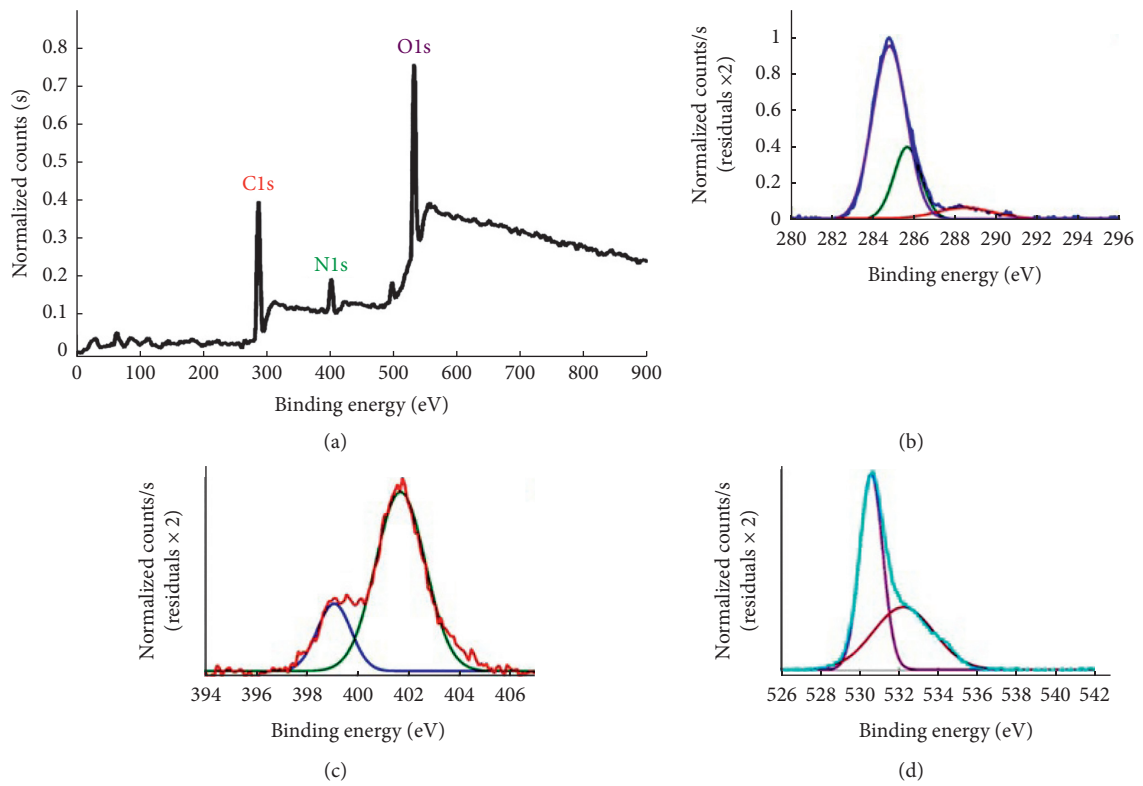 Normalized counts (s)
0.8
0.7
0.6
0.5
0.4
0.3
0.2
0.1
0
C1s
N1s
O1s
0 100 200 300 400 500 600 700 800 900
Binding energy (eV)
(a)
Normalized counts/s
(residuals ×2)
1
0.8
0.6
0.4
0.2
0
280 282 284 286 288 290 292 294 296
Binding energy (eV)
(b)
Normalized counts/s
(residuals × 2)
394 396 398 400 402 404 406
Binding energy (eV)
(c)
Normalized counts/s
(residuals × 2)
526 528 530 532 534 536 538 540 542
Binding energy (eV)
(d)